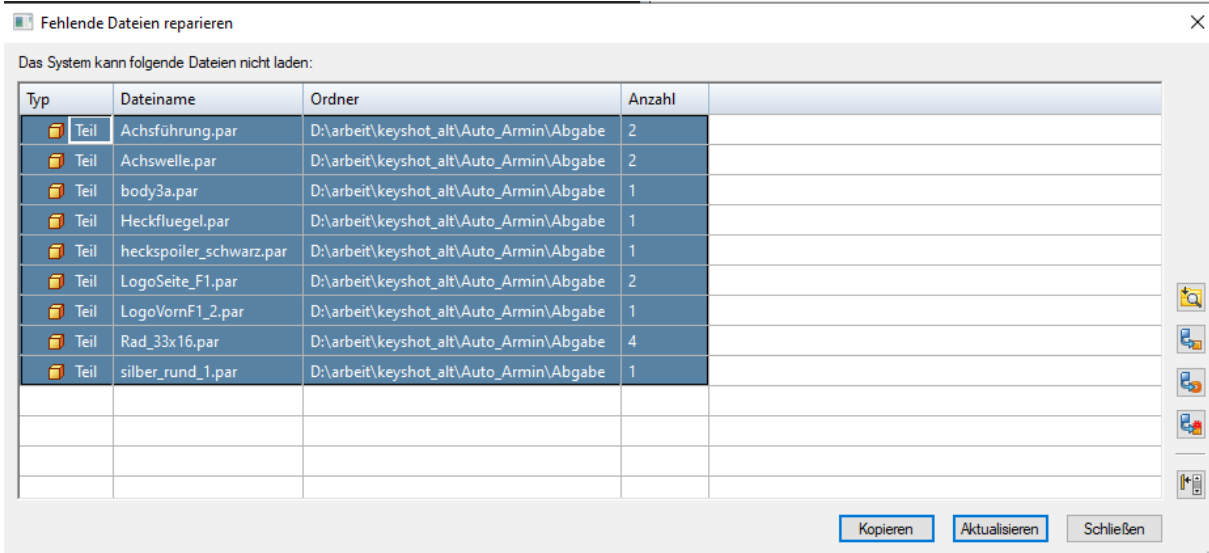 Fehlende Dateien reparieren
Das System kann folgende Dateien nicht laden:
Typ Dateiname Ordner Anzahl
Teil Achsführung.par D:\arbeit\keyshot_alt\Auto_Armin\Abgabe 2
Teil Achswelle.par D:\arbeit\keyshot_alt\Auto_Armin\Abgabe 2
Teil body3a.par D:\arbeit\keyshot_alt\Auto_Armin\Abgabe 1
Teil Heckfluegel.par D:\arbeit\keyshot_alt\Auto_Armin\Abgabe 1
Teil heckspoiler_schwarz.par D:\arbeit\keyshot_alt\Auto_Armin\Abgabe 1
Teil LogoSeite_F1.par D:\arbeit\keyshot_alt\Auto_Armin\Abgabe 2
Teil LogoVornF1_2.par D:\arbeit\keyshot_alt\Auto_Armin\Abgabe 1
Teil Rad_33x16.par D:\arbeit\keyshot_alt\Auto_Armin\Abgabe 4
Teil silber_rund_1.par D:\arbeit\keyshot_alt\Auto_Armin\Abgabe 1
Kopieren Aktualisieren Schließen